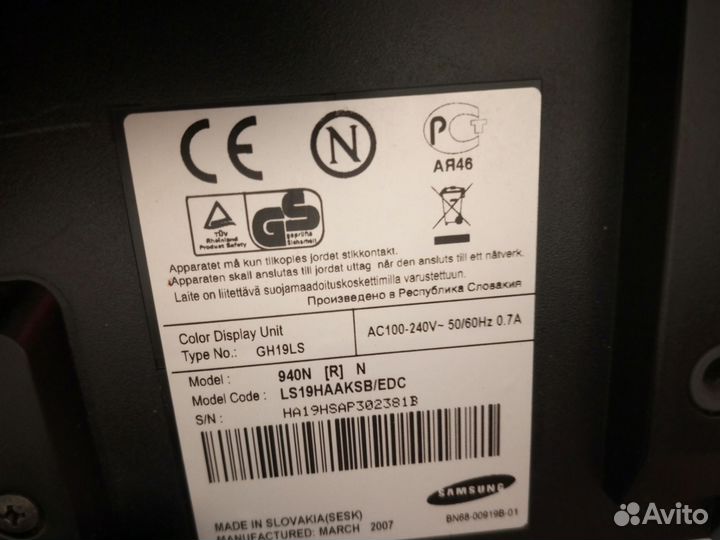 CE N PCT
АЯ46
TÜV
Rheinland
Product Safety
GS
geprüfte
Sicherheit
Apparatet må kun tilkoples jordet stikkontakt.
Apparaten skall anslutas till jordat uttag när den ansluts till ett nätverk.
Laite on liitettävä suojamaadoituskoskettimilla varustettuun.
Произведено в Республика Словакия
Color Display Unit
Type No.: GH19LS
AC100-240V~ 50/60Hz 0.7A
Model : 940N [R] N
Model Code: LS19HAAKSB/EDC
S/N : HA19HSAP302381B
SAMSUNG
MADE IN SLOVAKIA(SESK)
MANUFACTURED: MARCH 2007
BN68-00919B-01
Avito